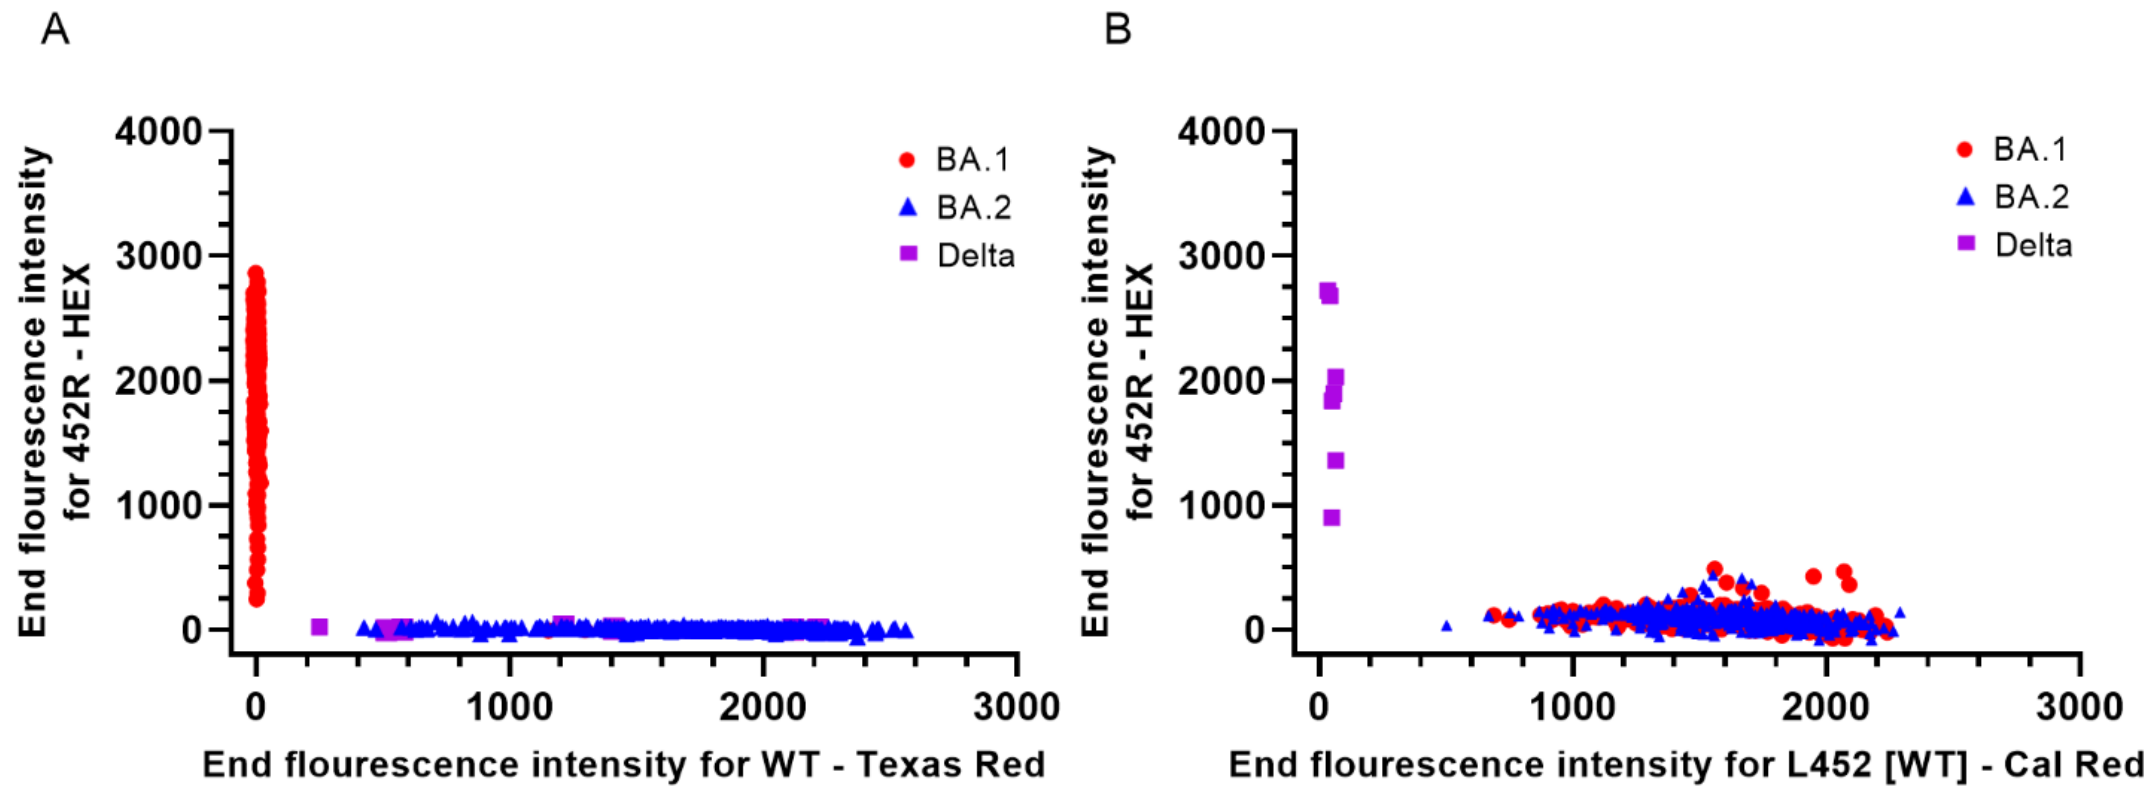 A
End flourescence intensity
for 452R - HEX
4000
3000
2000
1000
0
BA.1
BA.2
Delta
0 1000 2000 3000
End flourescence intensity for WT - Texas Red
B
End flourescence intensity
for 452R - HEX
4000
3000
2000
1000
0
BA.1
BA.2
Delta
0 1000 2000 3000
End flourescence intensity for L452 [WT] - Cal Red